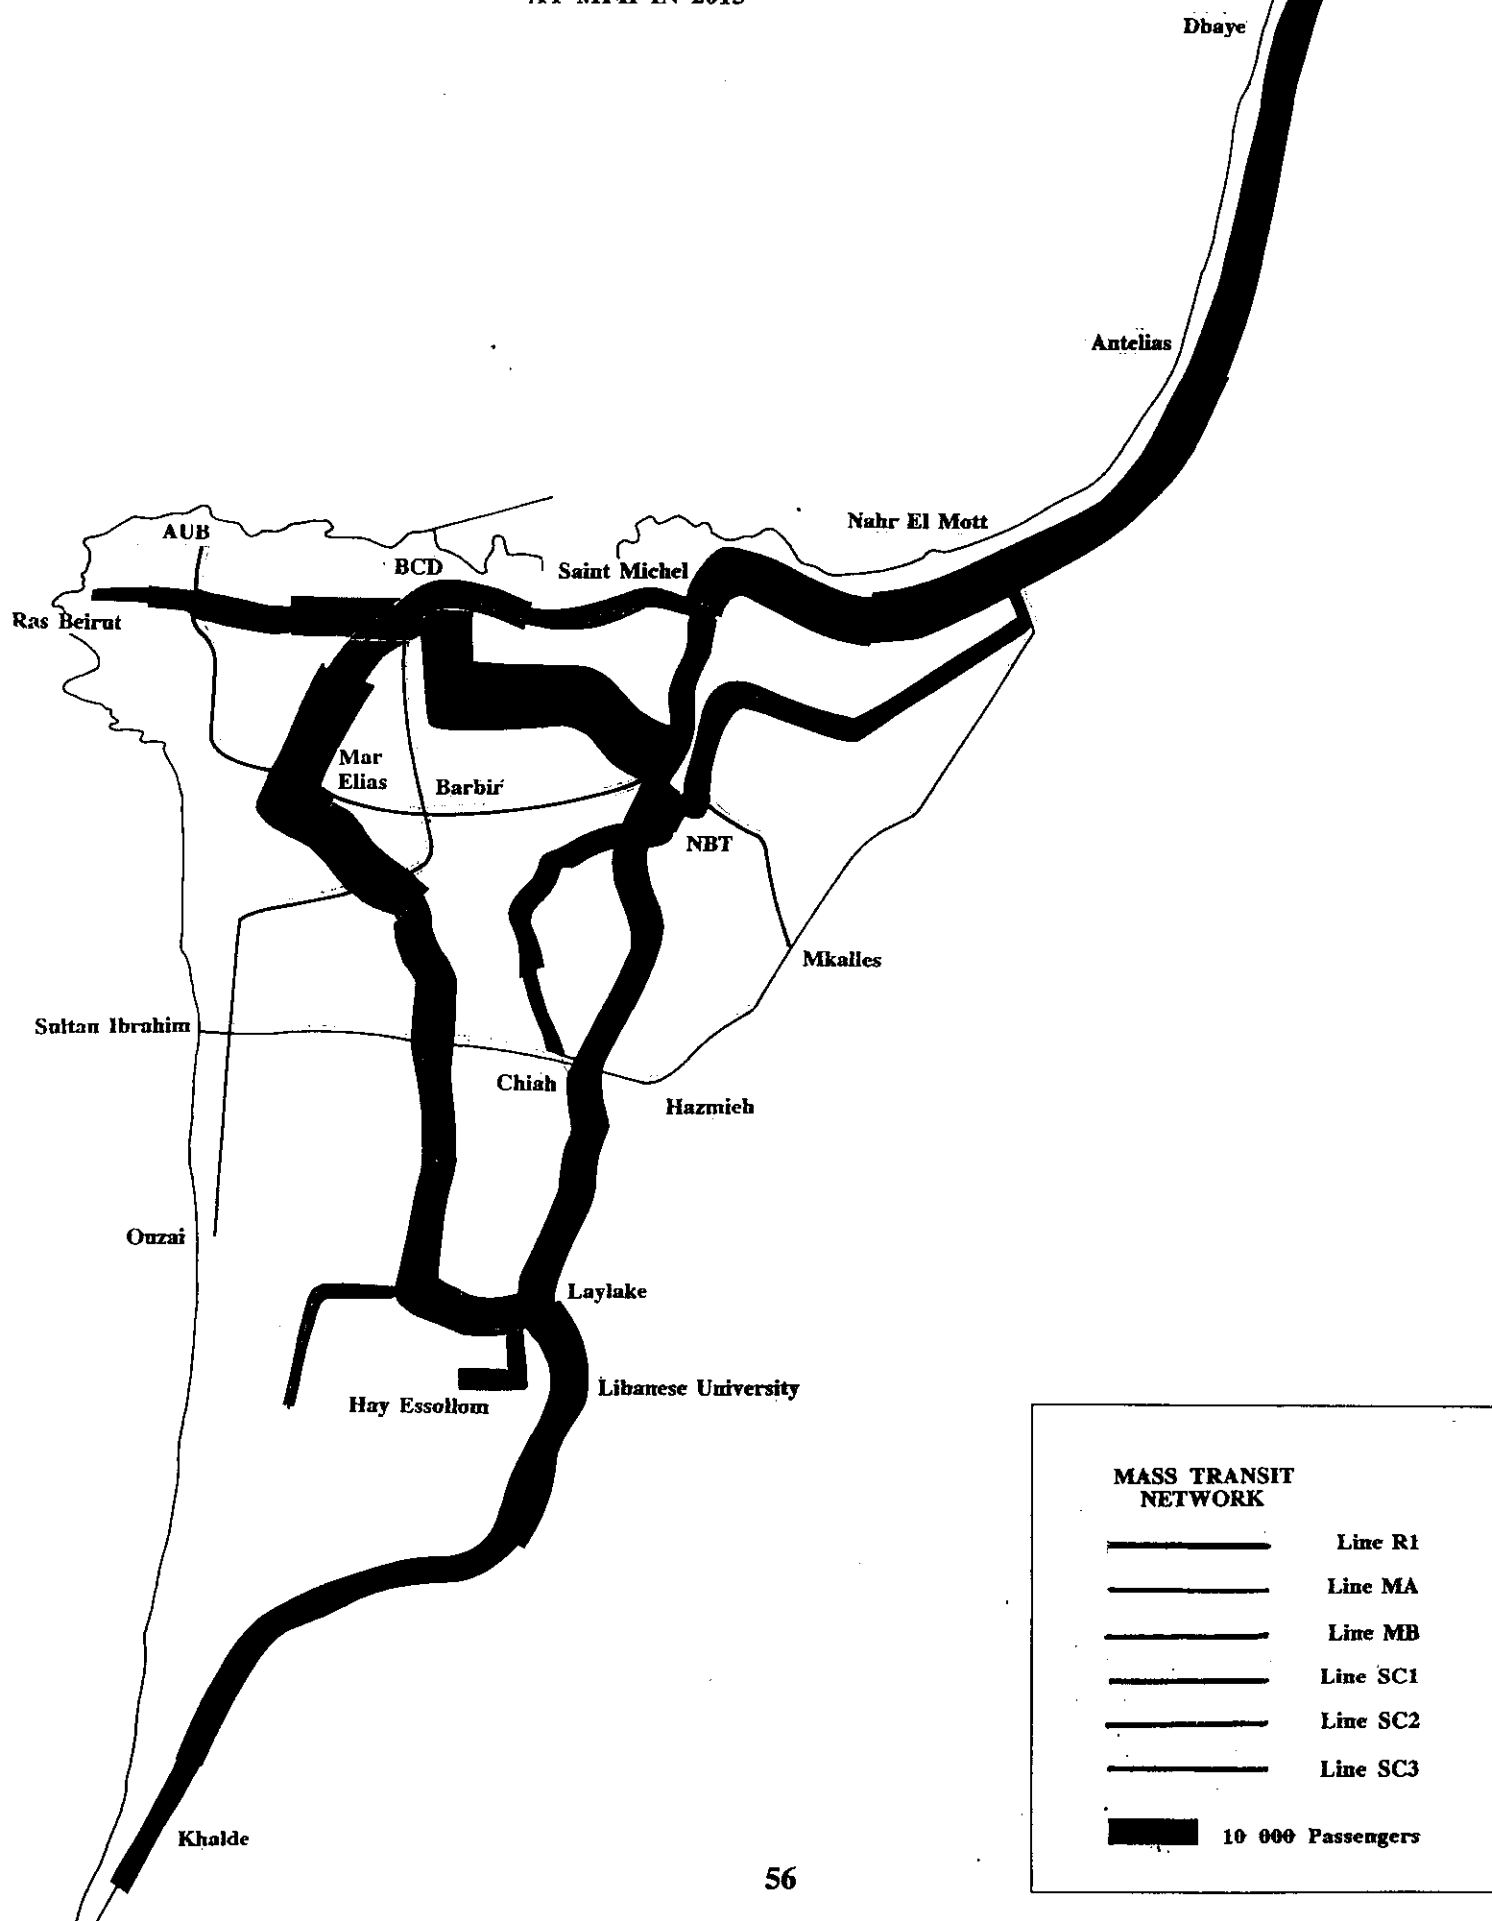 IN 2015
Dbaye
Antelias
Nahr El Mott
AUB
BCD
Saint Michel
Ras Beirut
Mar
Elias
Barbir
NBT
Mkalles
Sultan Ibrahim
Chiah
Hazmieh
Ouzai
Laylake
Libanese University
Hay Essollom
Khalde
MASS TRANSIT
NETWORK
Line R1
Line MA
Line MB
Line SC1
Line SC2
Line SC3
10 000 Passengers
56